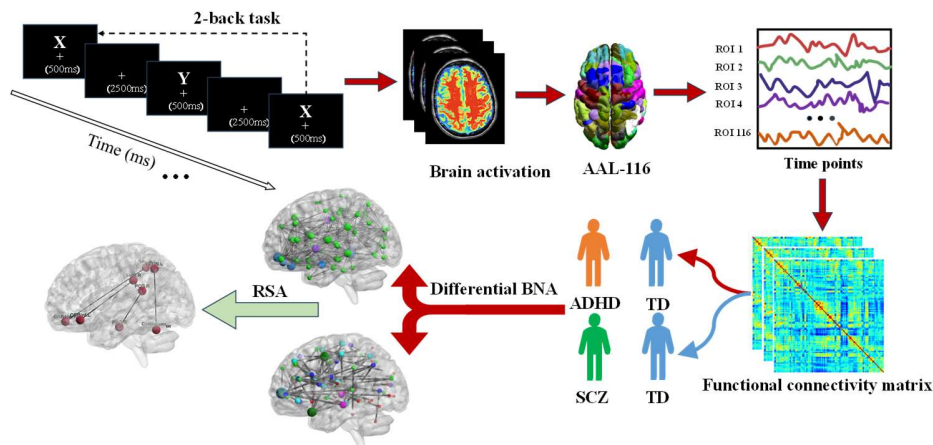 2-back task
X
+
(500ms)
+
(2500ms)
Y
+
(500ms)
+
(2500ms)
X
+
(500ms)
Time (ms)
...
Brain activation
AAL-116
ROI 1
ROI 2
ROI 3
ROI 4
...
ROI 116
Time points
RSA
Differential BNA
ADHD
TD
SCZ
TD
Functional connectivity matrix